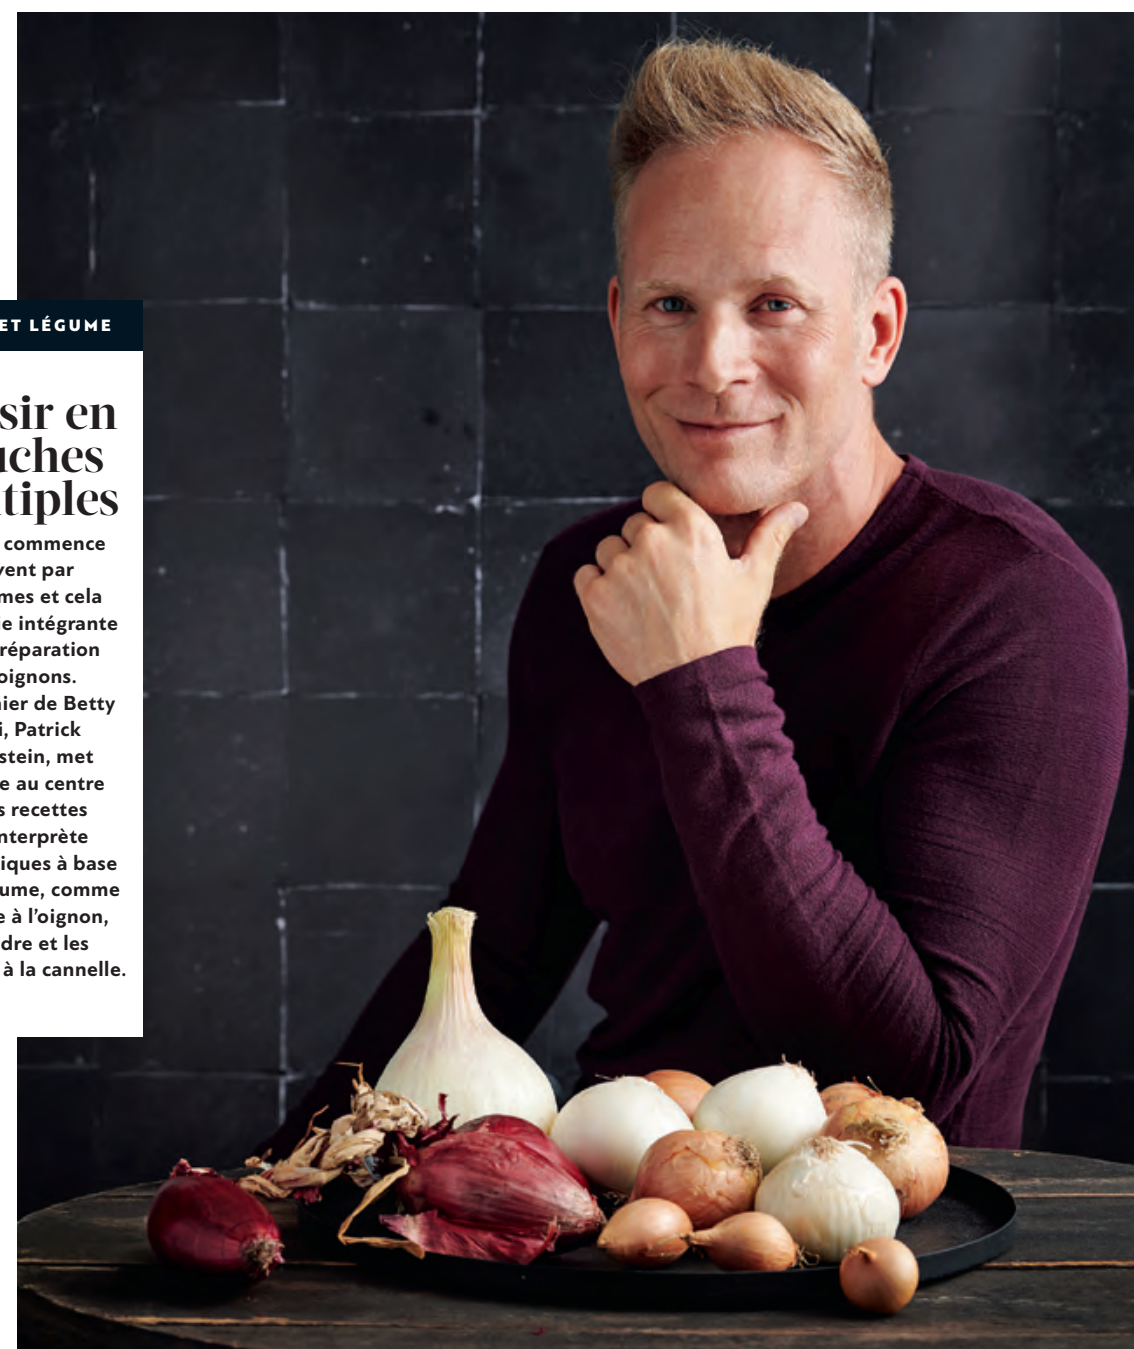 ET LÉGUME
sir en
uches
tiples
commence
vent par
mes et cela
e intégrante
réparation
oignons.
ier de Betty
i, Patrick
stein, met
e au centre
s recettes
nterprète
iques à base
ume, comme
e à l’oignon,
dre et les
à la cannelle.